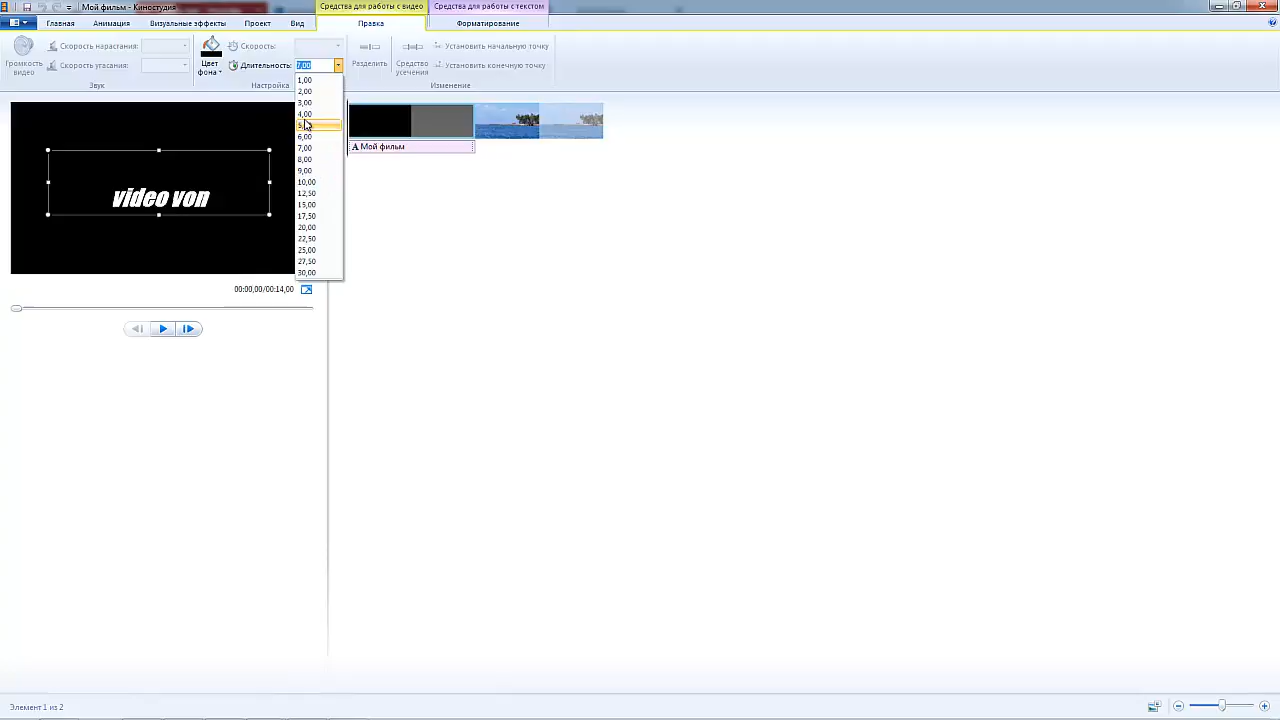 Мой фильм - Киностудия
Средства для работы с видео
Средства для работы с текстом
Главная
Анимация
Визуальные эффекты
Проект
Вид
Правка
Форматирование
Громкость видео
Скорость нарастания:
Скорость угасания:
Звук
Цвет фона
Скорость:
Длительность: 7,00
Настройка
Разделить
Средство усечения
Установить начальную точку
Установить конечную точку
Изменение
1,00
2,00
3,00
4,00
6,00
7,00
8,00
9,00
10,00
12,50
15,00
17,50
20,00
22,50
25,00
27,50
30,00
video von
A Мой фильм
00:00,00/00:14,00
Элемент 1 из 2